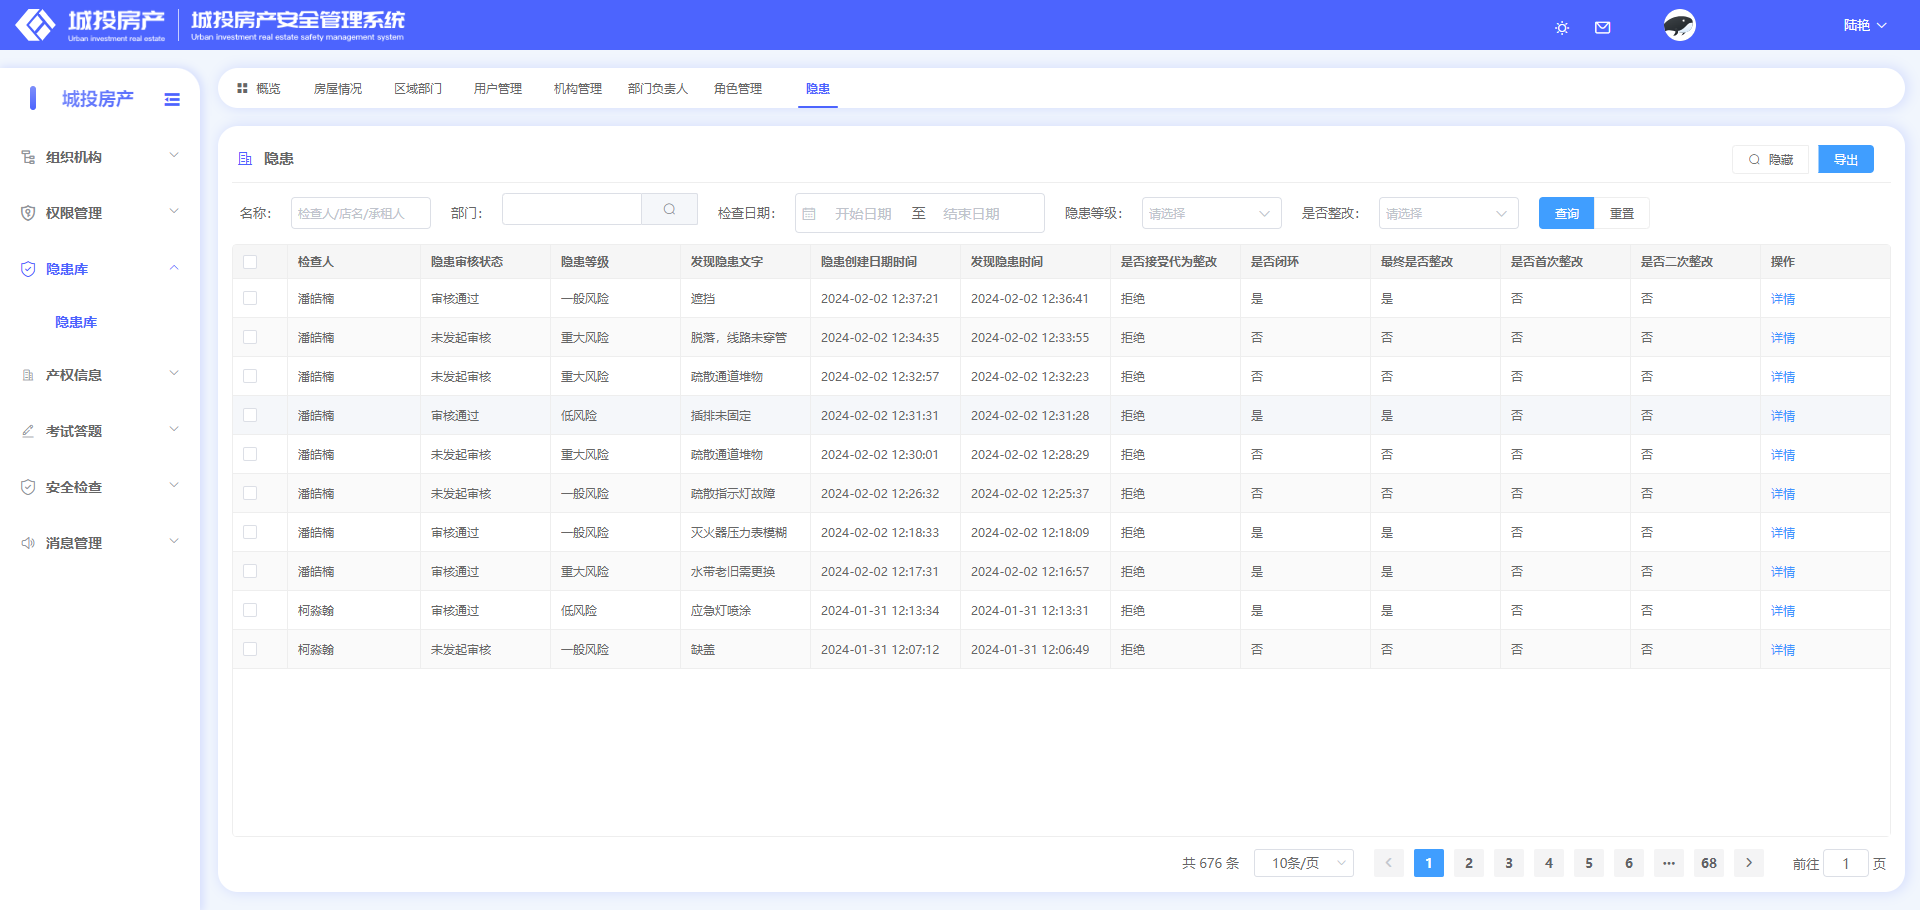 城投房产 城投房产安全管理系统
Urban investment real estate Urban investment real estate safety management system
陆艳
城投房产
组织机构
权限管理
隐患库
隐患库
产权信息
考试答题
安全检查
消息管理
概览 房屋情况 区域部门 用户管理 机构管理 部门负责人 角色管理 隐患
隐患 隐藏 导出
名称： 检查人/店名/承租人 部门： 检查日期： 开始日期 至 结束日期 隐患等级： 请选择 是否整改： 请选择 查询 重置
检查人 隐患审核状态 隐患等级 发现隐患文字 隐患创建日期时间 发现隐患时间 是否接受代为整改 是否闭环 最终是否整改 是否首次整改 是否二次整改 操作
潘皓楠 审核通过 一般风险 遮挡 2024-02-02 12:37:21 2024-02-02 12:36:41 拒绝 是 是 否 否 详情
潘皓楠 未发起审核 重大风险 脱落，线路未穿管 2024-02-02 12:34:35 2024-02-02 12:33:55 拒绝 否 否 否 否 详情
潘皓楠 未发起审核 重大风险 疏散通道堆物 2024-02-02 12:32:57 2024-02-02 12:32:23 拒绝 否 否 否 否 详情
潘皓楠 审核通过 低风险 插排未固定 2024-02-02 12:31:31 2024-02-02 12:31:28 拒绝 是 是 否 否 详情
潘皓楠 未发起审核 重大风险 疏散通道堆物 2024-02-02 12:30:01 2024-02-02 12:28:29 拒绝 否 否 否 否 详情
潘皓楠 未发起审核 一般风险 疏散指示灯故障 2024-02-02 12:26:32 2024-02-02 12:25:37 拒绝 否 否 否 否 详情
潘皓楠 审核通过 一般风险 灭火器压力表模糊 2024-02-02 12:18:33 2024-02-02 12:18:09 拒绝 是 是 否 否 详情
潘皓楠 审核通过 重大风险 水带老旧需更换 2024-02-02 12:17:31 2024-02-02 12:16:57 拒绝 是 是 否 否 详情
柯淼翰 审核通过 低风险 应急灯喷涂 2024-01-31 12:13:34 2024-01-31 12:13:31 拒绝 是 是 否 否 详情
柯淼翰 未发起审核 一般风险 缺盖 2024-01-31 12:07:12 2024-01-31 12:06:49 拒绝 否 否 否 否 详情
共 676 条 10条/页 1 2 3 4 5 6 ··· 68 前往 1 页